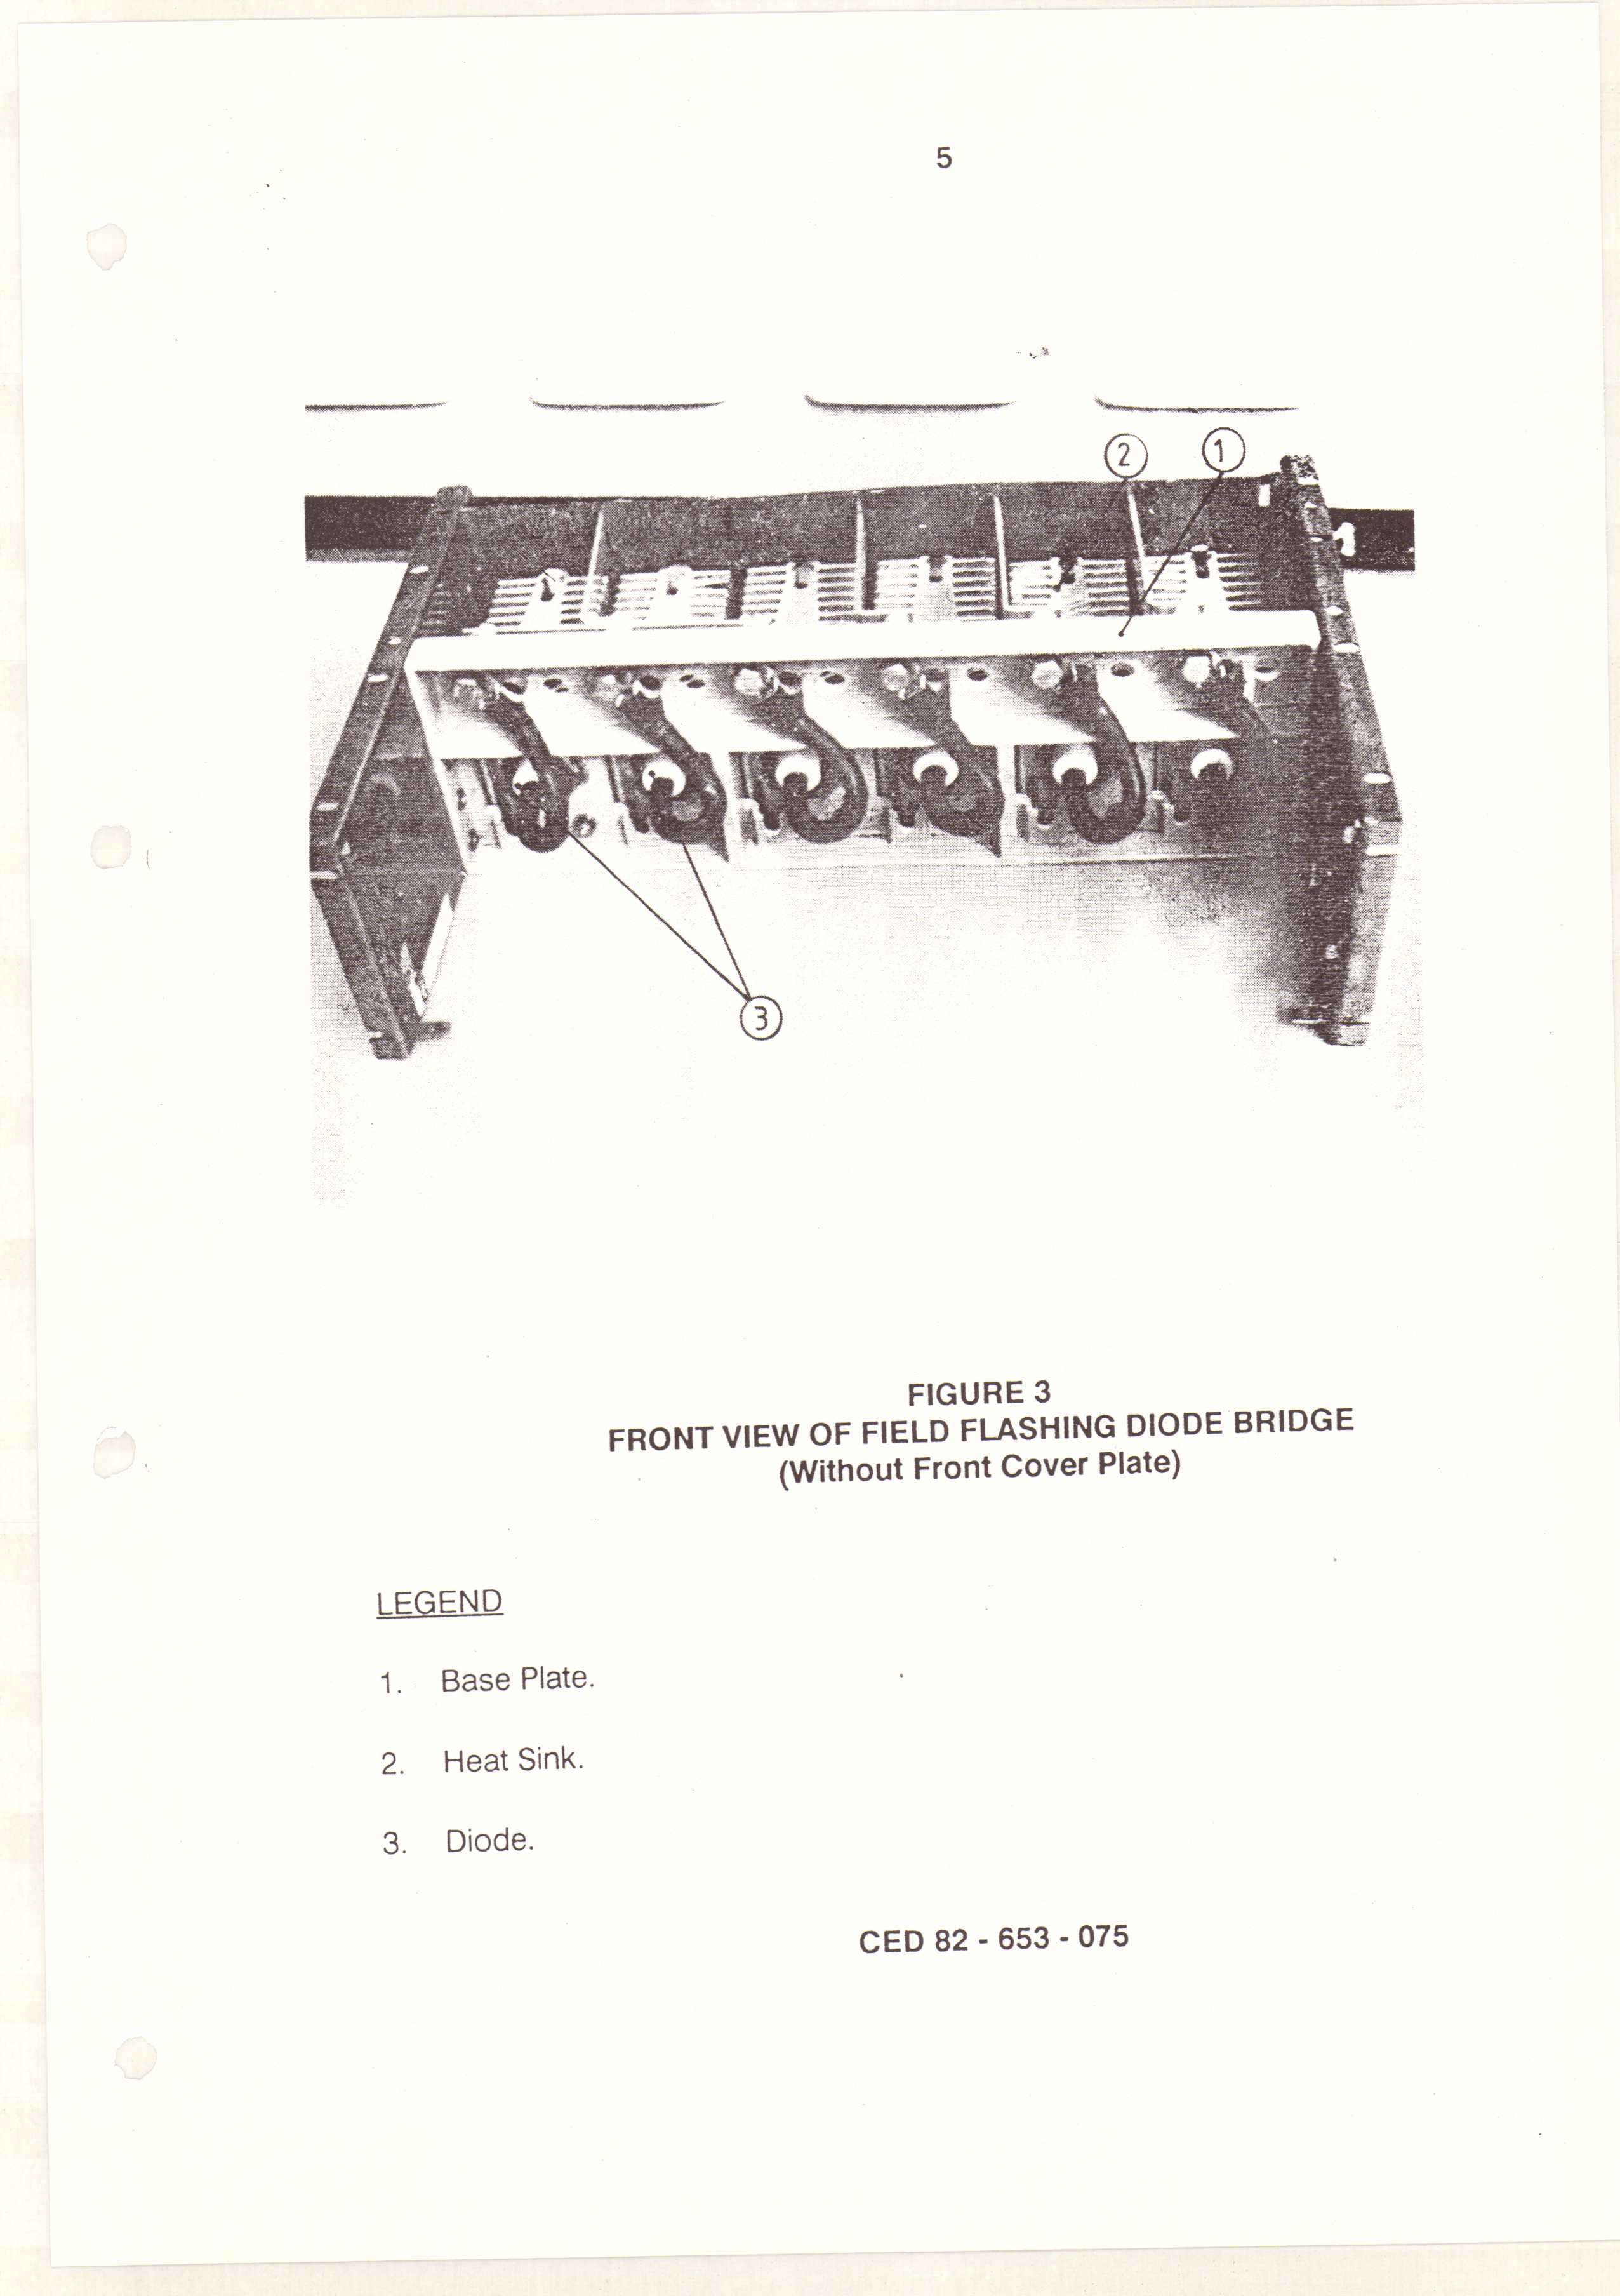 5
2
1
3
FIGURE 3
FRONT VIEW OF FIELD FLASHING DIODE BRIDGE
(Without Front Cover Plate)
LEGEND
1. Base Plate.
2. Heat Sink.
3. Diode.
CED 82 - 653 - 075